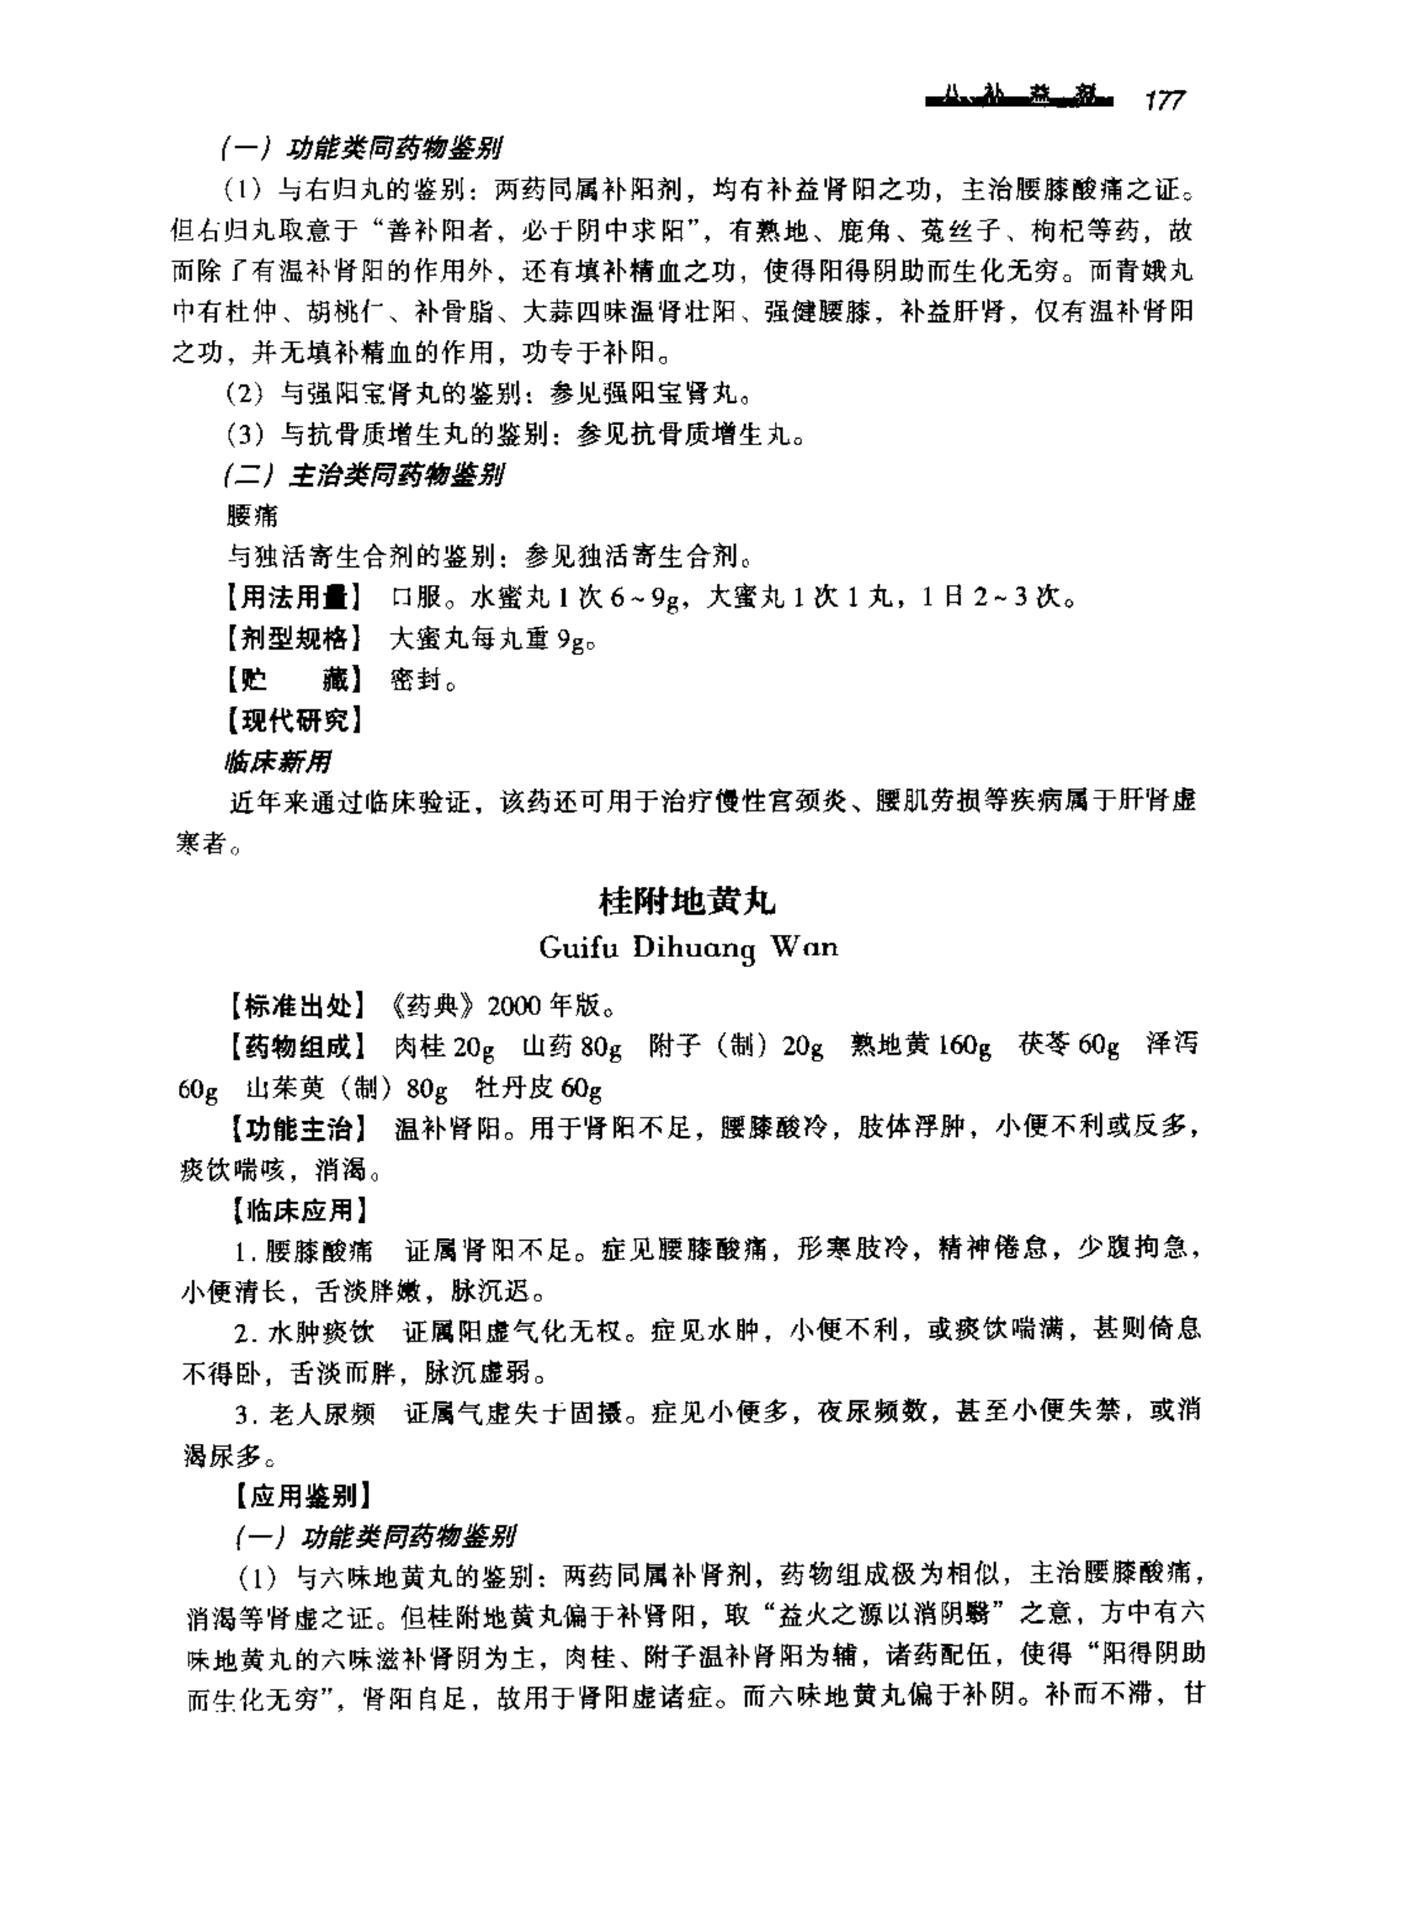 八、补益剂 177
(一) 功能类同药物鉴别
(1) 与右归丸的鉴别：两药同属补阳剂，均有补益肾阳之功，主治腰膝酸痛之证。
但右归丸取意于“善补阳者，必于阴中求阳”，有熟地、鹿角、菟丝子、枸杞等药，故
而除了有温补肾阳的作用外，还有填补精血之功，使得阳得阴助而生化无穷。而青娥丸
中有杜仲、胡桃仁、补骨脂、大蒜四味温肾壮阳、强健腰膝，补益肝肾，仅有温补肾阳
之功，并无填补精血的作用，功专于补阳。
(2) 与强阳宝肾丸的鉴别：参见强阳宝肾丸。
(3) 与抗骨质增生丸的鉴别：参见抗骨质增生丸。
(二) 主治类同药物鉴别
腰痛
与独活寄生合剂的鉴别：参见独活寄生合剂。
【用法用量】 口服。水蜜丸1次6~9g，大蜜丸1次1丸，1日2~3次。
【剂型规格】 大蜜丸每丸重9g。
【贮　　藏】 密封。
【现代研究】
临床新用
近年来通过临床验证，该药还可用于治疗慢性宫颈炎、腰肌劳损等疾病属于肝肾虚
寒者。
桂附地黄丸
Guifu Dihuang Wan
【标准出处】《药典》2000年版。
【药物组成】 肉桂20g 山药80g 附子（制）20g 熟地黄160g 茯苓60g 泽泻
60g 山茱萸（制）80g 牡丹皮60g
【功能主治】 温补肾阳。用于肾阳不足，腰膝酸冷，肢体浮肿，小便不利或反多，
痰饮喘咳，消渴。
【临床应用】
1. 腰膝酸痛 证属肾阳不足。症见腰膝酸痛，形寒肢冷，精神倦怠，少腹拘急，
小便清长，舌淡胖嫩，脉沉迟。
2. 水肿痰饮 证属阳虚气化无权。症见水肿，小便不利，或痰饮喘满，甚则倚息
不得卧，舌淡而胖，脉沉虚弱。
3. 老人尿频 证属气虚失于固摄。症见小便多，夜尿频数，甚至小便失禁，或消
渴尿多。
【应用鉴别】
(一) 功能类同药物鉴别
(1) 与六味地黄丸的鉴别：两药同属补肾剂，药物组成极为相似，主治腰膝酸痛，
消渴等肾虚之证。但桂附地黄丸偏于补肾阳，取“益火之源以消阴翳”之意，方中有六
味地黄丸的六味滋补肾阴为主，肉桂、附子温补肾阳为辅，诸药配伍，使得“阳得阴助
而生化无穷”，肾阳自足，故用于肾阳虚诸症。而六味地黄丸偏于补阴。补而不滞，甘